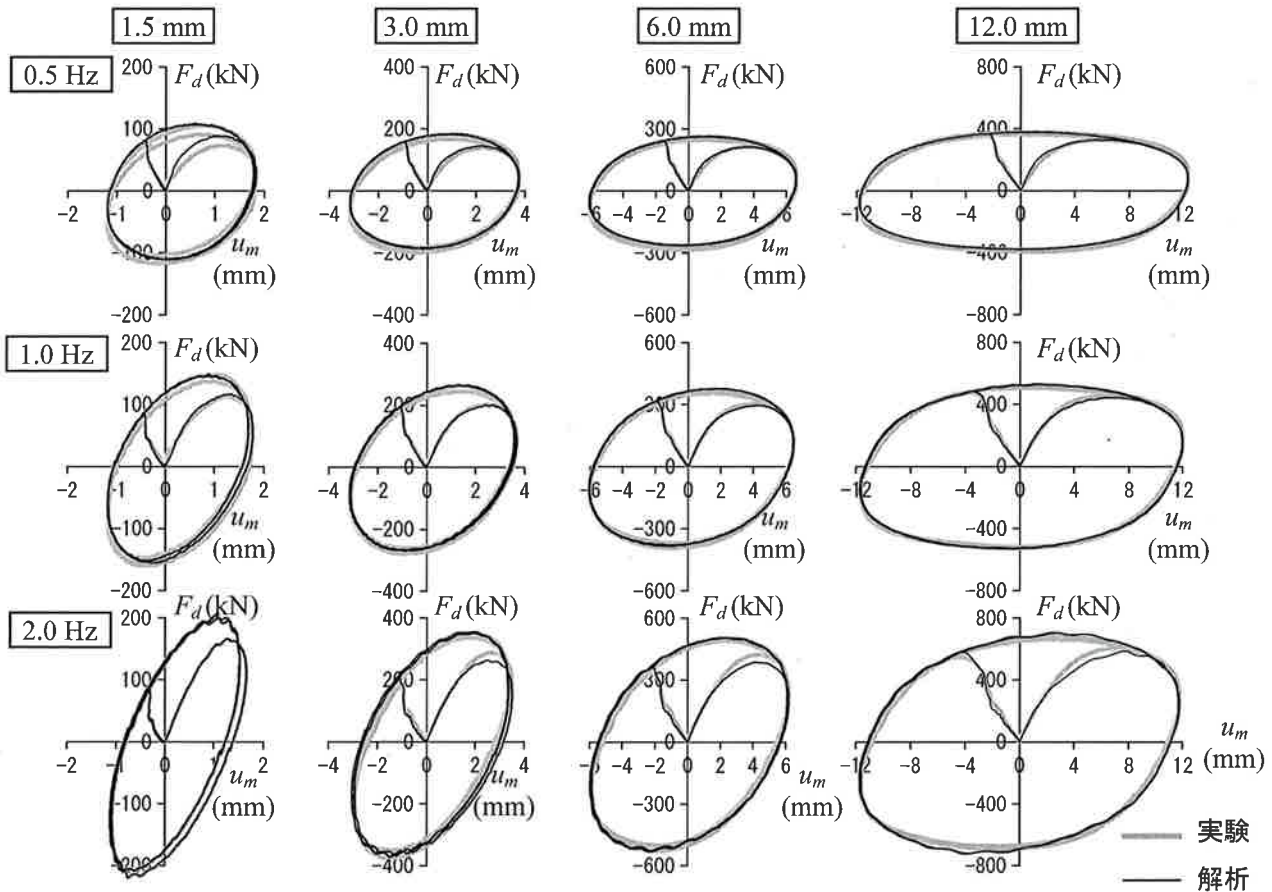 1.5 mm 3.0 mm 6.0 mm 12.0 mm
0.5 Hz
200 F_d (kN) 400 F_d (kN) 600 F_d (kN) 800 F_d (kN)
100 200 300 400
0 0 0 0
-2 -1 0 1 2 -4 -2 0 2 4 -6 -4 -2 0 2 4 6 -12 -8 -4 0 4 8 12
-100 u_m -200 u_m -300 u_m -400 u_m
(mm) (mm) (mm) (mm)
-200 -400 -600 -800
1.0 Hz
200 F_d (kN) 400 F_d (kN) 600 F_d (kN) 800 F_d (kN)
100 200 300 400
0 0 0 0
-2 -1 0 1 2 -4 -2 0 2 4 -6 -4 -2 0 2 4 6 -12 -8 -4 0 4 8 12
-100 u_m -200 u_m -300 u_m -400 u_m
(mm) (mm) (mm) (mm)
-200 -400 -600 -800
2.0 Hz
200 F_d (kN) 400 F_d (kN) 600 F_d (kN) 800 F_d (kN)
100 200 300 400
0 0 0 0
-2 -1 0 1 2 -4 -2 0 2 4 -6 -4 -2 0 2 4 6 -12 -8 -4 0 4 8 12
-100 u_m -200 u_m -300 u_m -400 u_m
(mm) (mm) (mm) (mm)
-200 -400 -600 -800
実験
解析